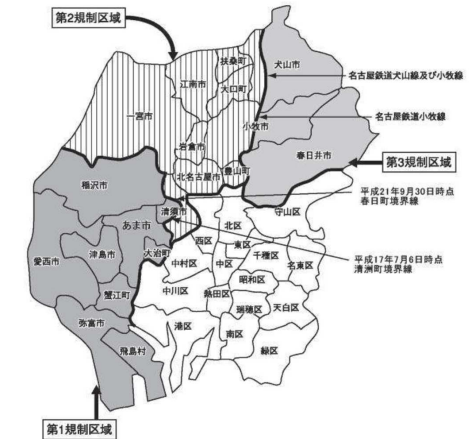 第2規制区域
犬山市
扶桑町
江南市
大口町
名古屋鉄道犬山線及び小牧線
一宮市
小牧市
名古屋鉄道小牧線
岩倉市
春日井市
豊山町
北名古屋市
第3規制区域
稲沢市
平成21年9月30日時点
春日町境界線
清須市
守山区
あま市
北区
西区
東区
愛西市
津島市
大治町
千種区
名東区
平成17年7月6日時点
清洲町境界線
中村区
中区
昭和区
蟹江町
中川区
熱田区
瑞穂区
天白区
弥富市
港区
南区
緑区
飛島村
第1規制区域